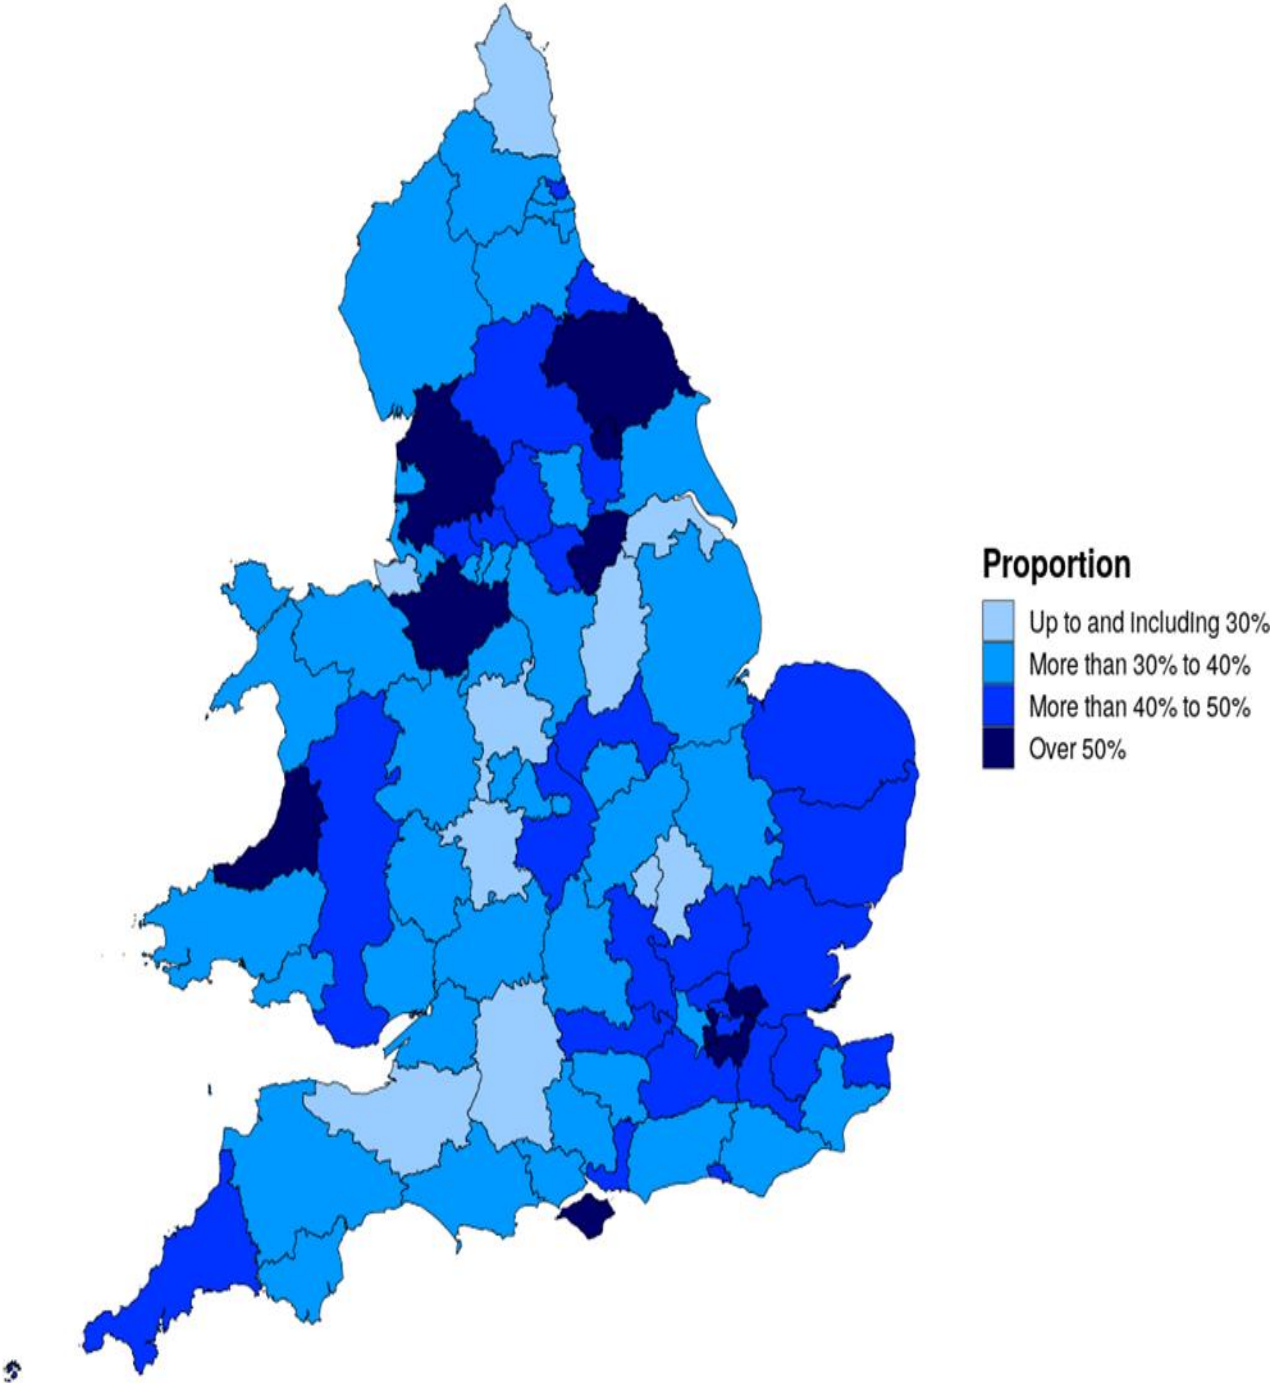 Proportion
Up to and including 30%
More than 30% to 40%
More than 40% to 50%
Over 50%